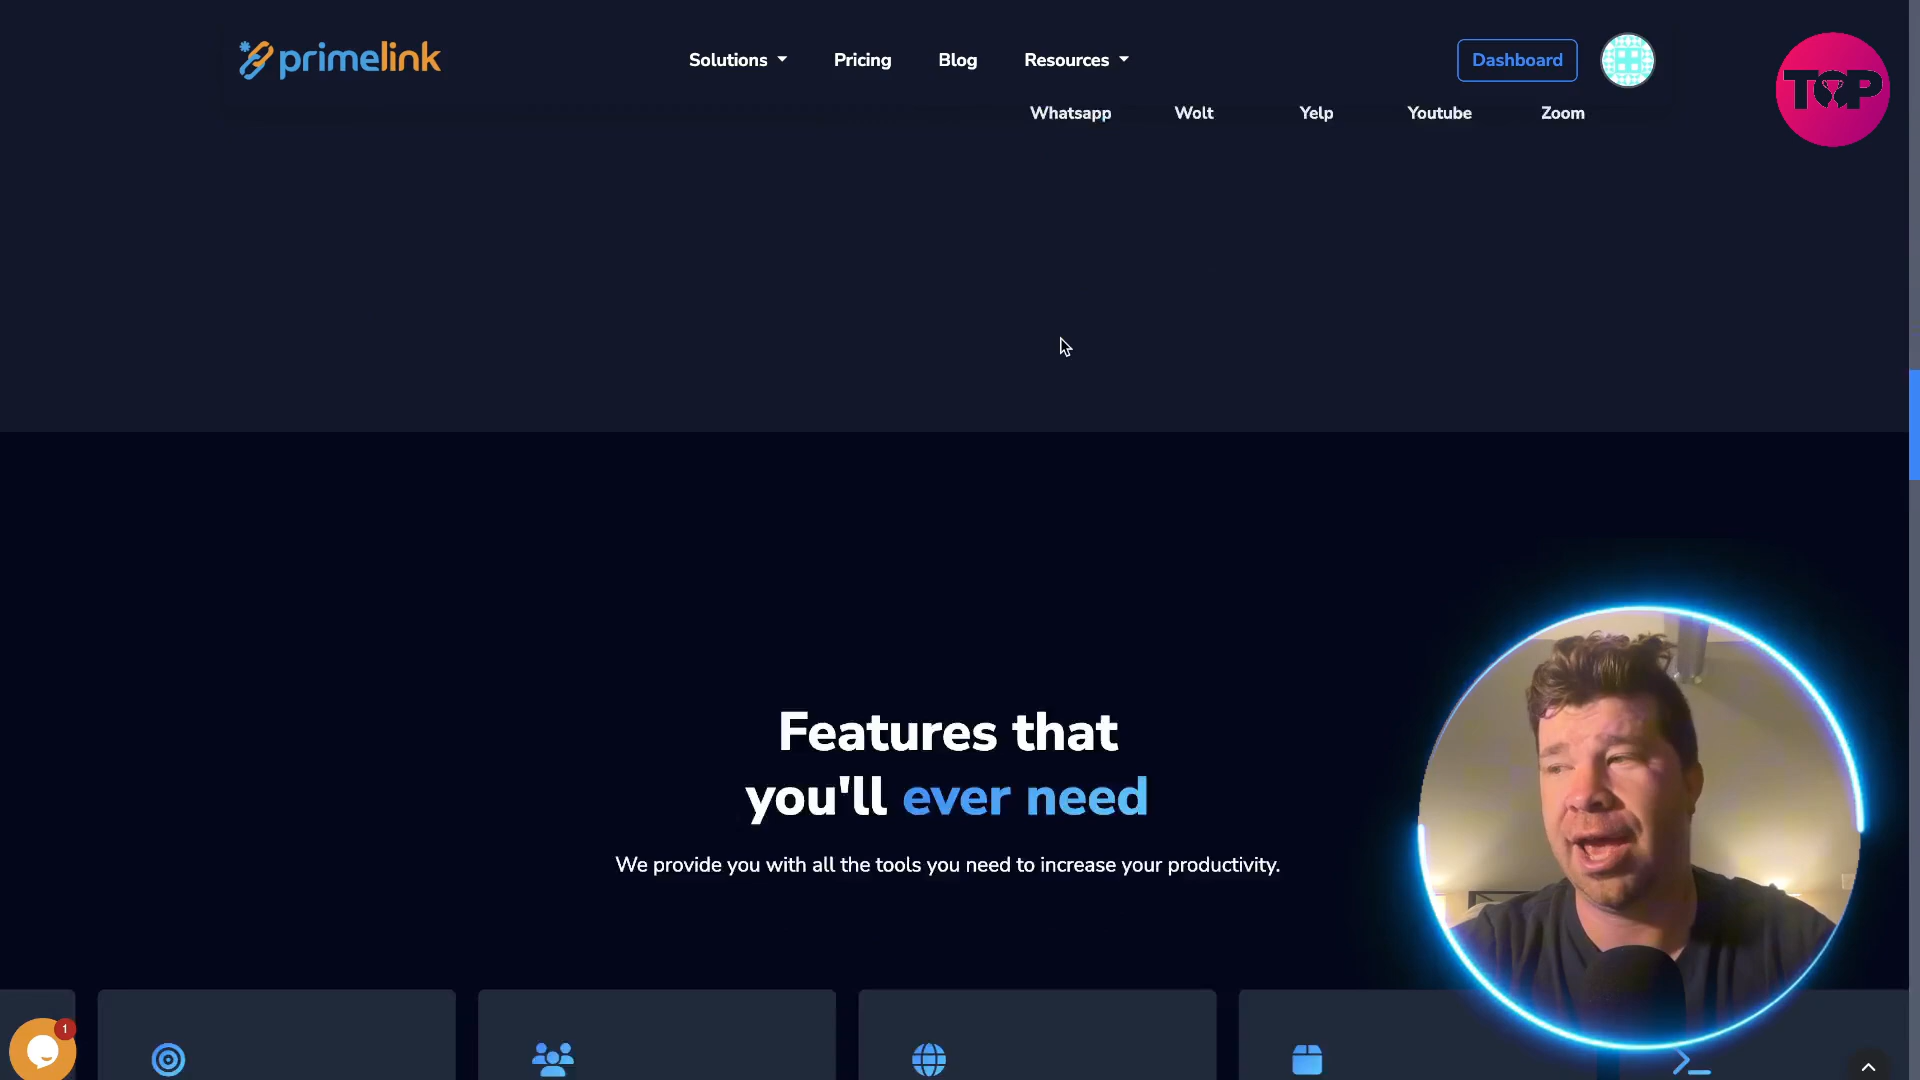 primelink
Solutions Pricing Blog Resources Dashboard
TOP
Whatsapp Wolt Yelp Youtube Zoom
Features that
you'll ever need
We provide you with all the tools you need to increase your productivity.
1